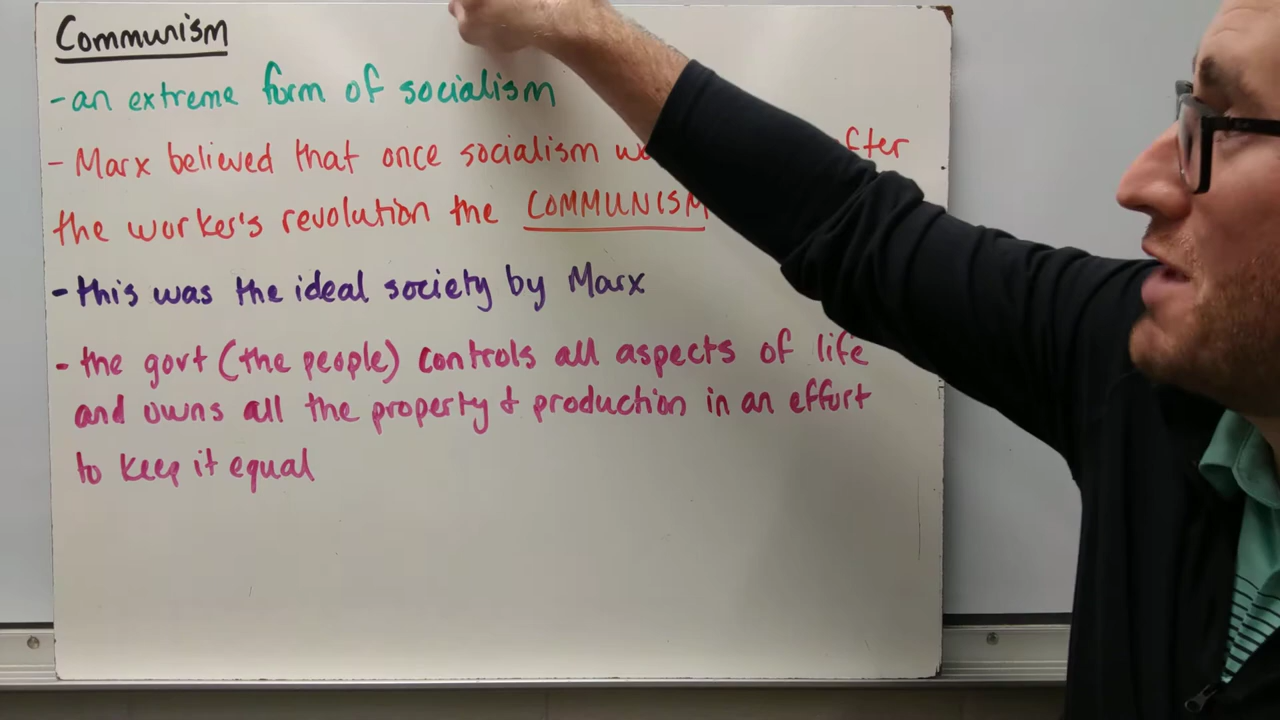 Communism
- an extreme form of socialism
- Marx believed that once socialism
the worker's revolution the COMMUNISM
- this was the ideal society by Marx
- the govt (the people) controls all aspects of life
and owns all the property & production in an effort
to keep it equal